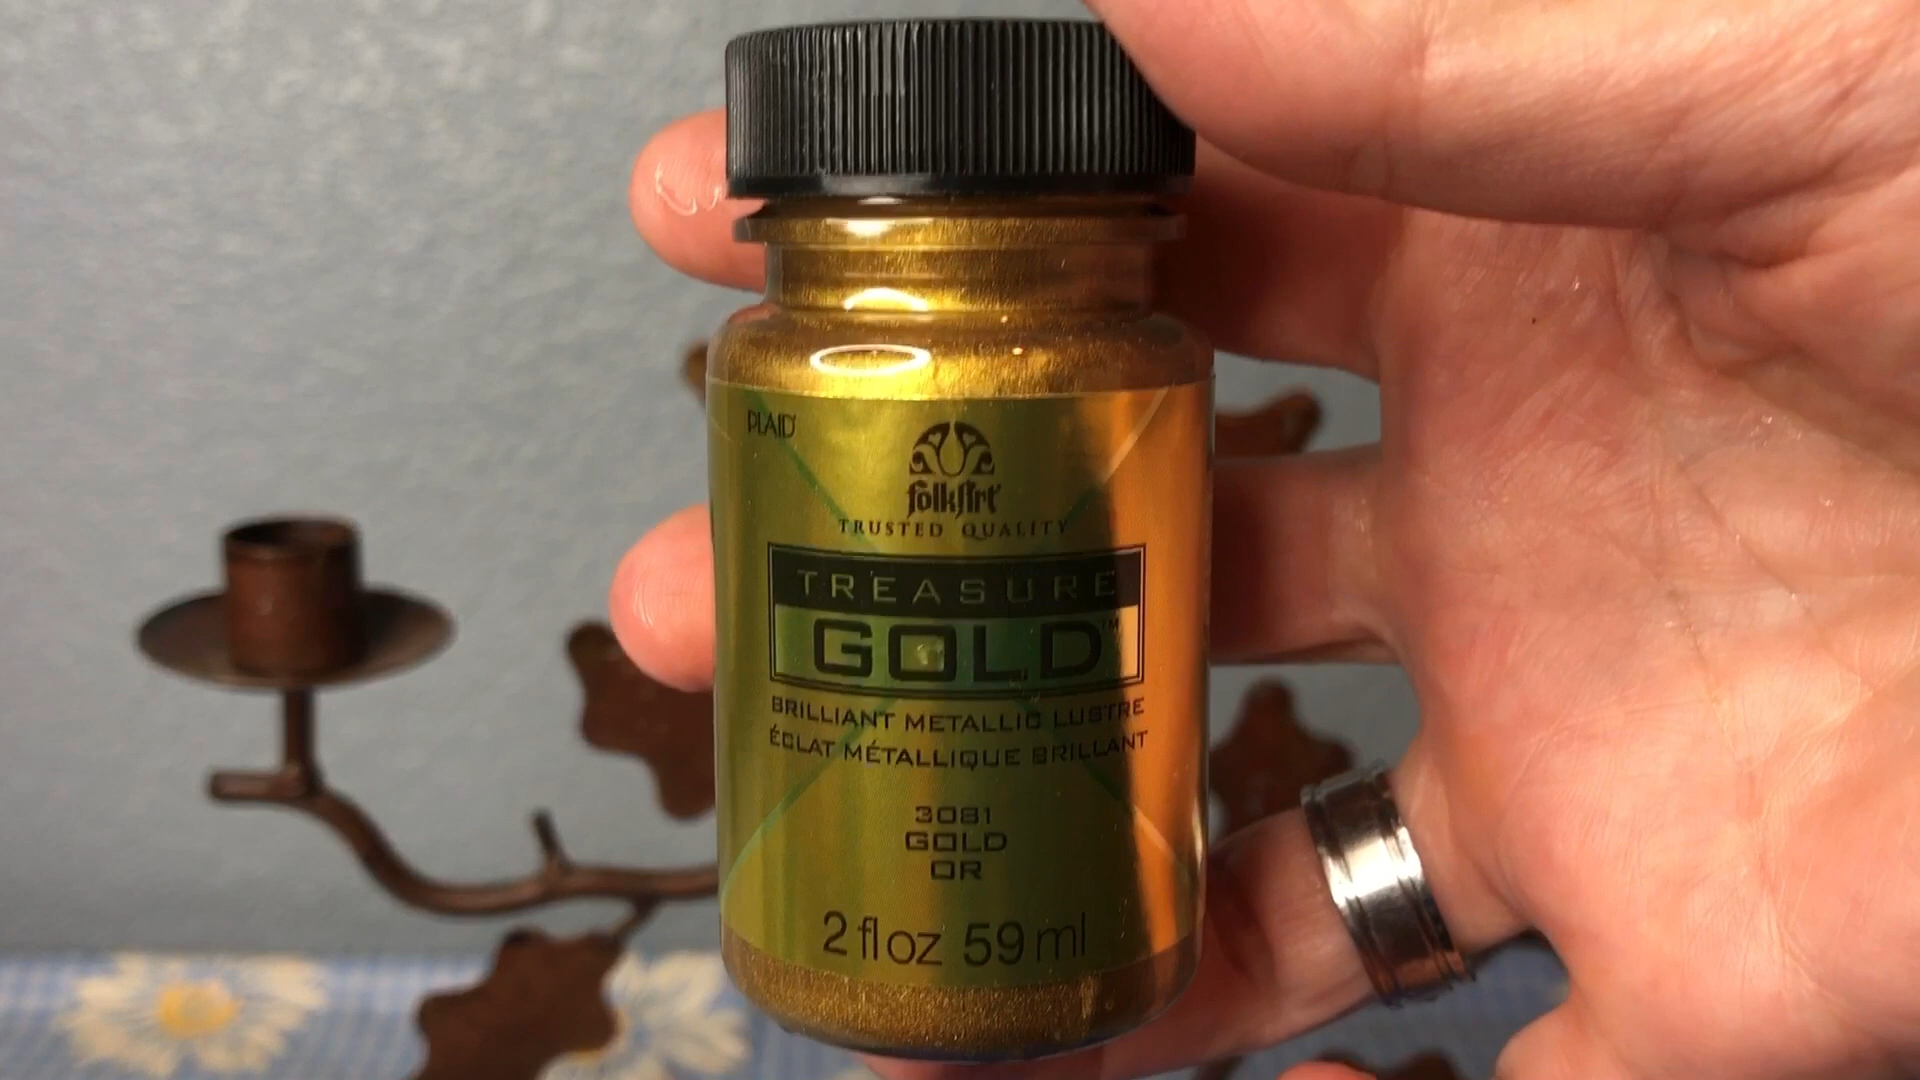 PLAID
FolkArt
TRUSTED QUALITY
TREASURE
GOLD™
BRILLIANT METALLIC LUSTRE
ÉCLAT MÉTALLIQUE BRILLANT
3081
GOLD
OR
2 fl oz 59 ml